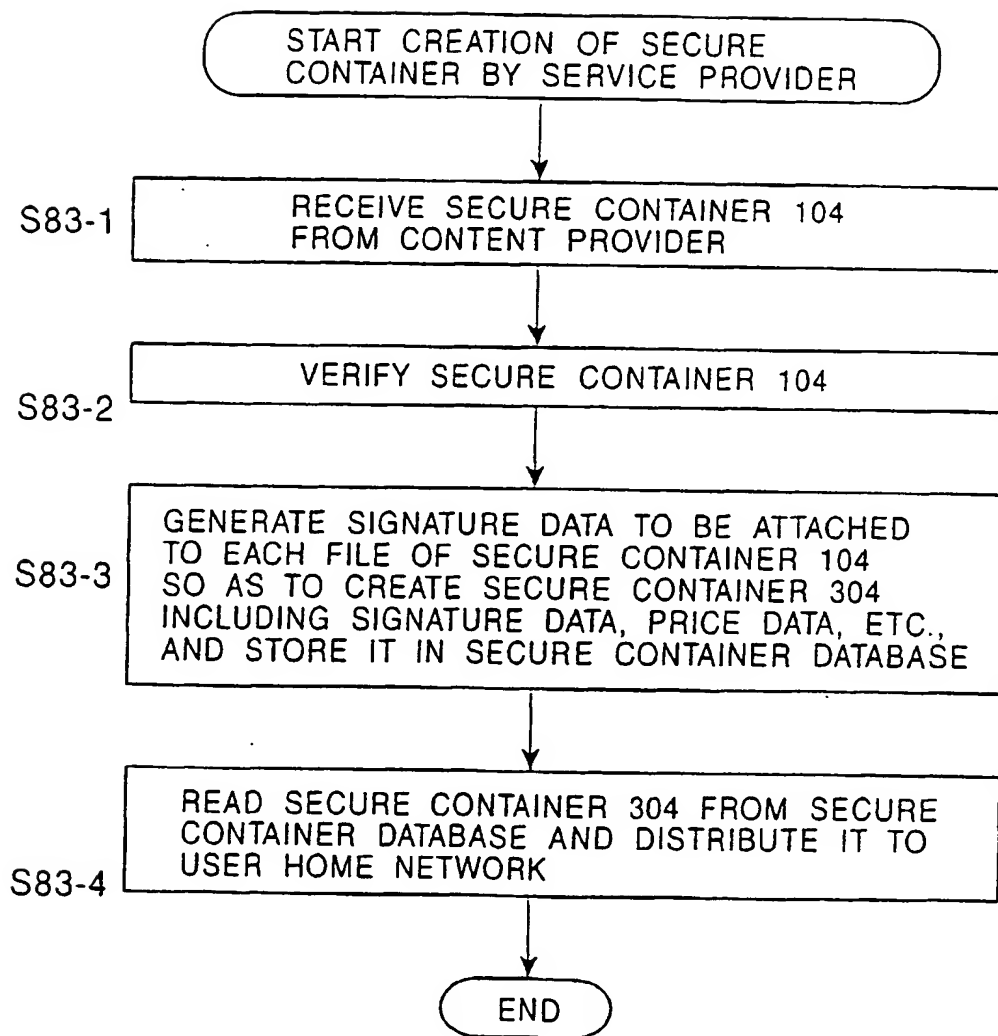 START CREATION OF SECURE
CONTAINER BY SERVICE PROVIDER
S83-1
RECEIVE SECURE CONTAINER 104
FROM CONTENT PROVIDER
S83-2
VERIFY SECURE CONTAINER 104
S83-3
GENERATE SIGNATURE DATA TO BE ATTACHED
TO EACH FILE OF SECURE CONTAINER 104
SO AS TO CREATE SECURE CONTAINER 304
INCLUDING SIGNATURE DATA, PRICE DATA, ETC.,
AND STORE IT IN SECURE CONTAINER DATABASE
S83-4
READ SECURE CONTAINER 304 FROM SECURE
CONTAINER DATABASE AND DISTRIBUTE IT TO
USER HOME NETWORK
END